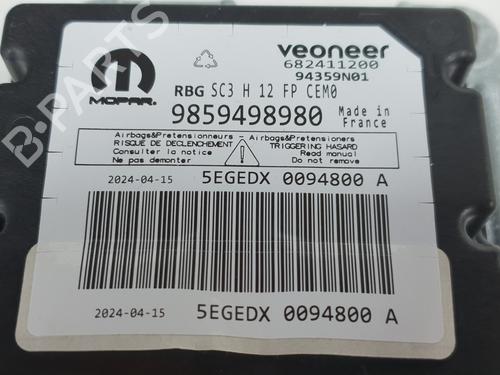 veoneer
682411200
94359N01
MOPAR.
RBG SC3 H 12 FP CEM0
9859498980
Made in
France
Airbags&Pretensionneurs - Airbags&Pretensioners
RISQUE DE DECLENCHEMENT
Consulter la notice
Ne pas demonter
!
TRIGGERING HASARD
Read manual
Do not remove
2024-04-15 5EGEDX 0094800 A
2024-04-15 5EGEDX 0094800 A
B-PARTS